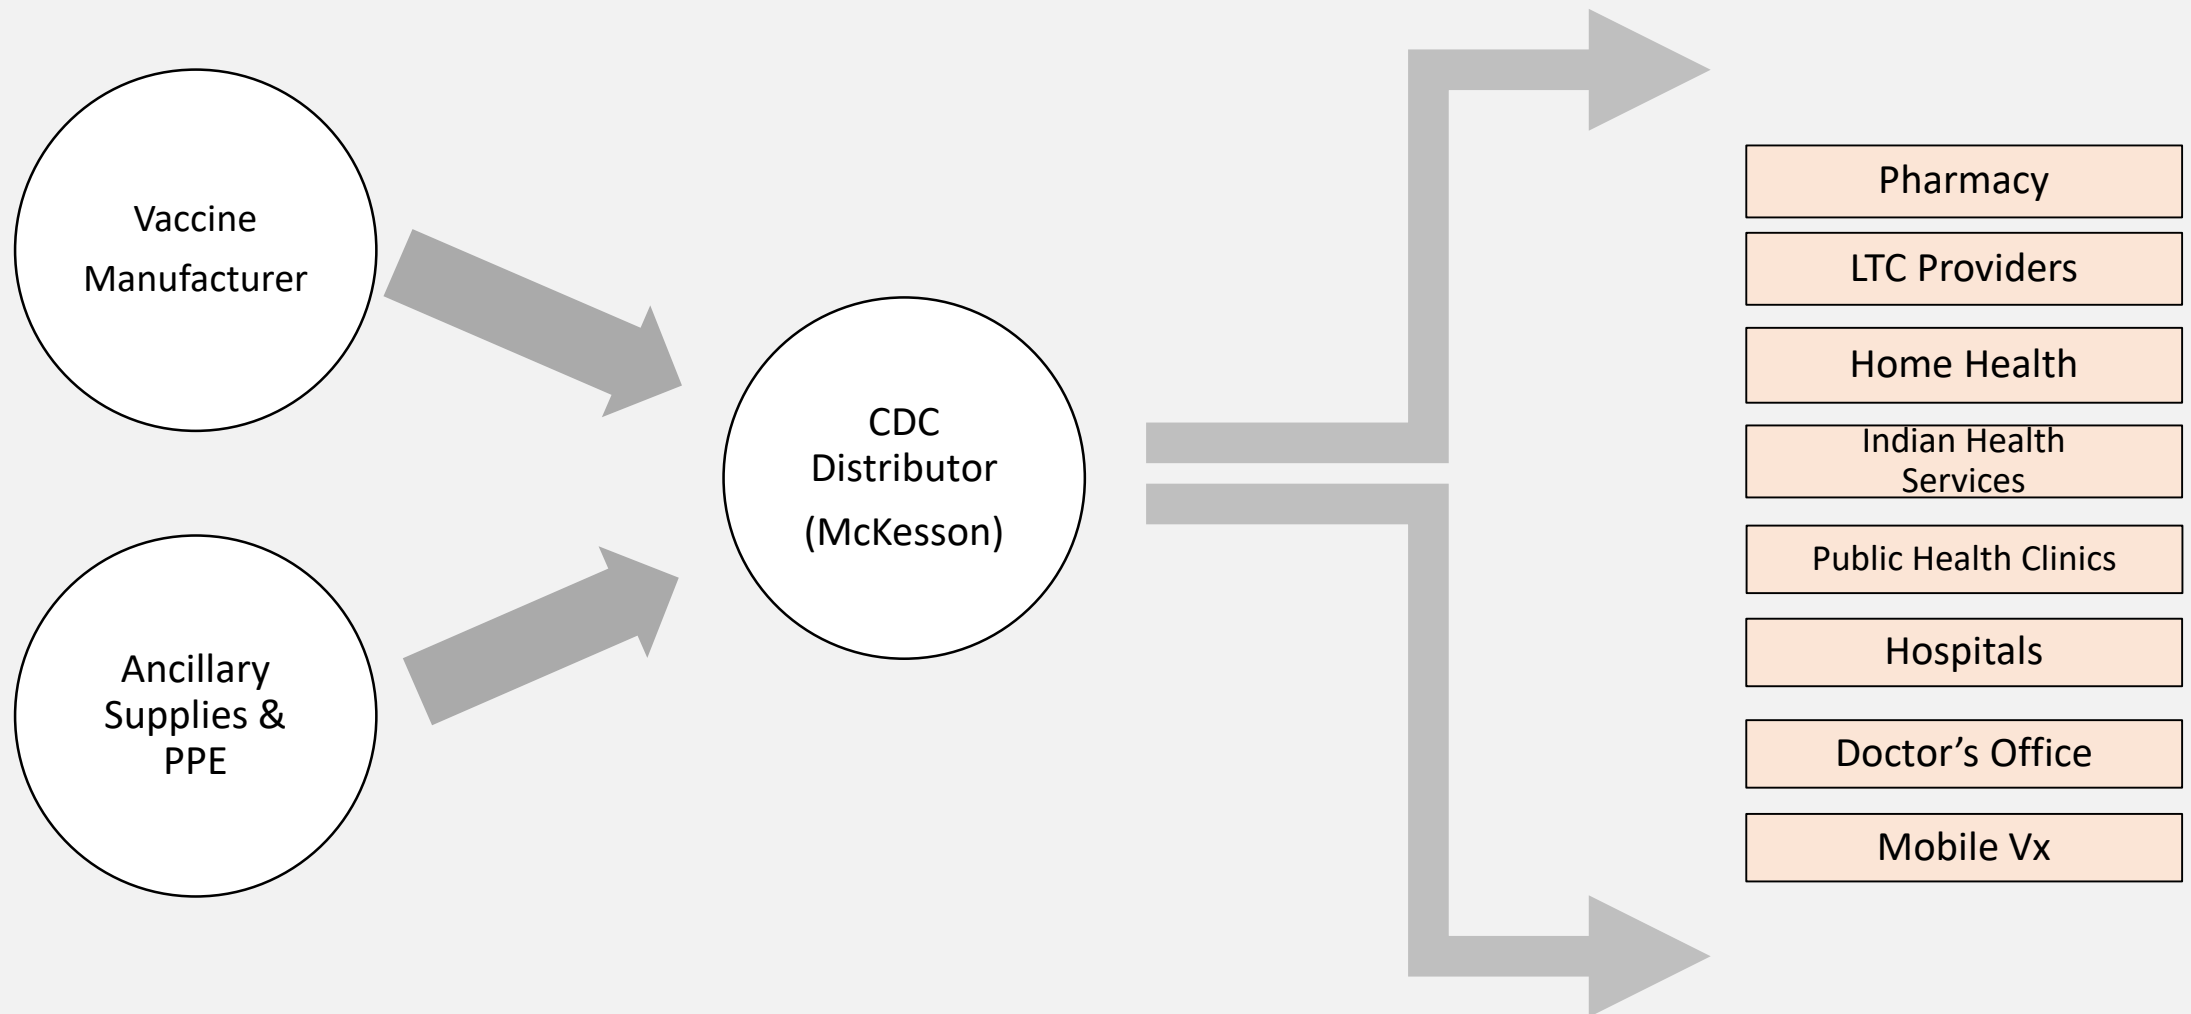 Vaccine
Manufacturer
Ancillary
Supplies &
PPE
CDC
Distributor
(McKesson)
Pharmacy
LTC Providers
Home Health
Indian Health
Services
Public Health Clinics
Hospitals
Doctor’s Office
Mobile Vx